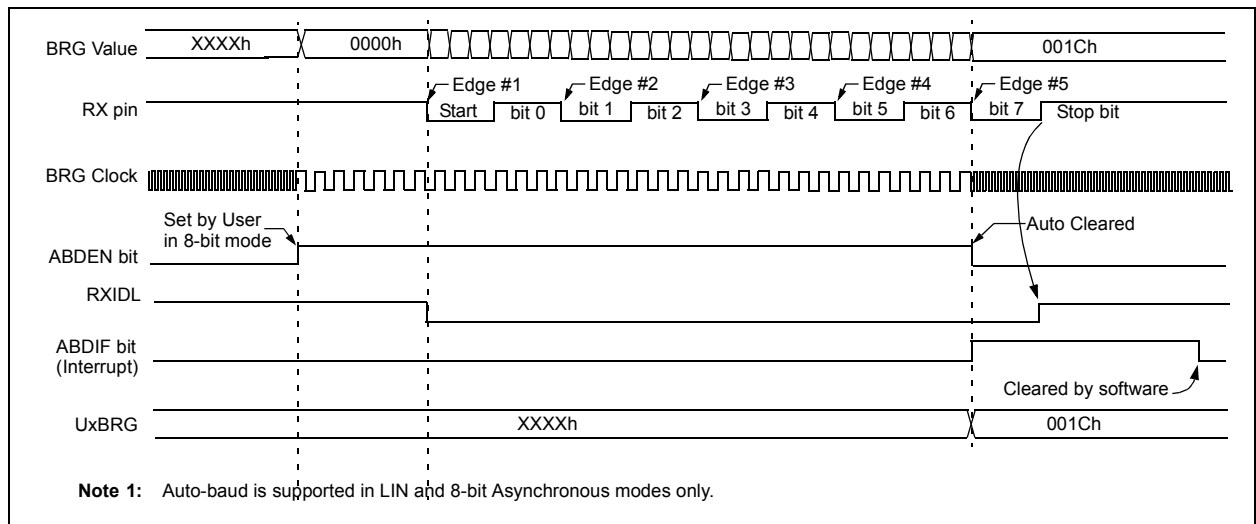 BRG Value XXXXh 0000h 001Ch
Edge #1 Edge #2 Edge #3 Edge #4 Edge #5
RX pin Start bit 0 bit 1 bit 2 bit 3 bit 4 bit 5 bit 6 bit 7 Stop bit
BRG Clock
Set by User
in 8-bit mode
Auto Cleared
ABDEN bit
RXIDL
ABDIF bit
(Interrupt)
Cleared by software
UxBRG XXXXh 001Ch
Note 1: Auto-baud is supported in LIN and 8-bit Asynchronous modes only.